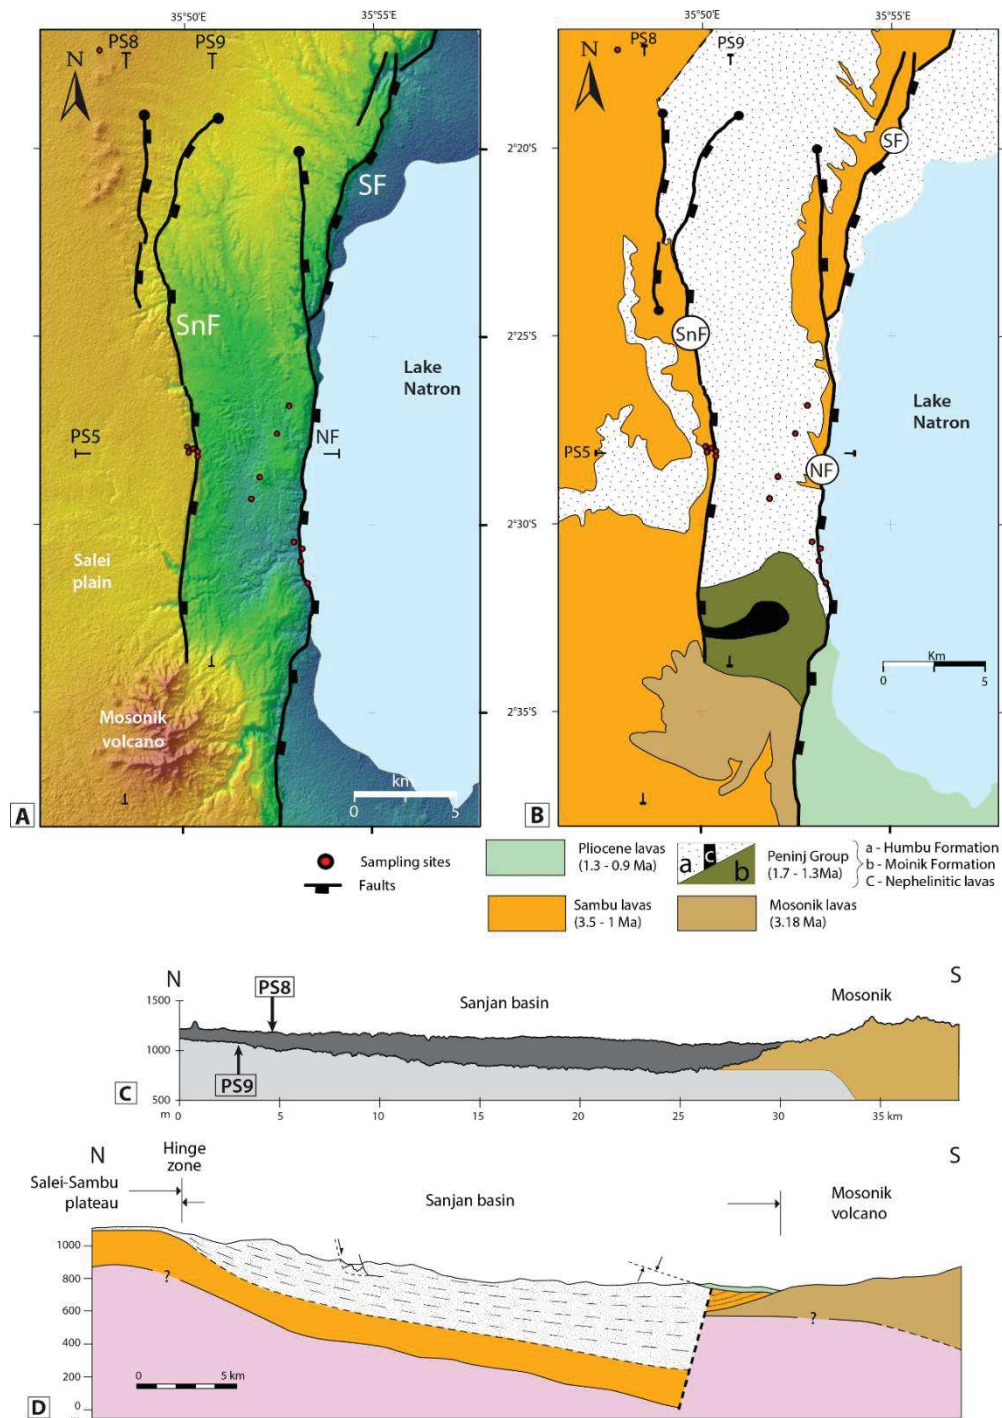 35°50'E
35°55'E
PS8
PS9
N
SF
SnF
Lake
Natron
PS5
NF
Salei
plain
Mosonik
volcano
km
0
5
A
35°50'E
35°55'E
PS8
PS9
N
SF
2°20'S
2°25'S
SnF
Lake
Natron
PS5
NF
2°30'S
Km
0
5
2°35'S
B
Sampling sites
Faults
Pliocene lavas
(1.3 - 0.9 Ma)
Sambu lavas
(3.5 - 1 Ma)
a
c
b
Peninj Group
(1.7 - 1.3Ma)
a - Humbu Formation
b - Moinik Formation
C - Nephelinitic lavas
Mosonik lavas
(3.18 Ma)
N
S
PS8
Sanjan basin
Mosonik
1500
1000
500
PS9
C
m
0
5
10
15
20
25
30
35 km
N
Hinge
zone
S
Salei-Sambu
plateau
Sanjan basin
Mosonik
volcano
1000
800
600
400
200
0
?
?
0
5 km
D